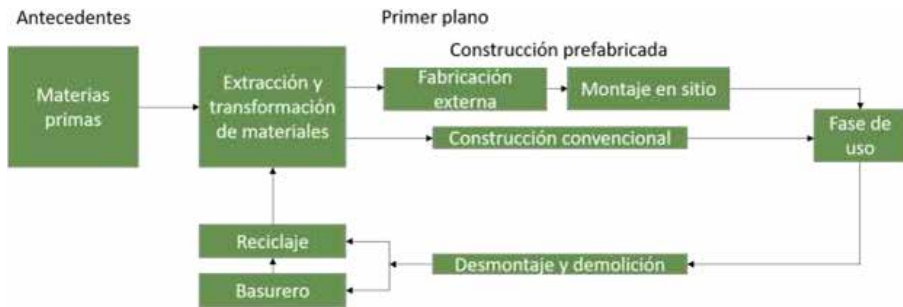 Antecedentes
Primer plano
Construcción prefabricada
Materias
primas
Extracción y
transformación
de materiales
Fabricación
externa
Montaje en sitio
Construcción convencional
Fase de
uso
Reciclaje
Desmontaje y demolición
Basurero